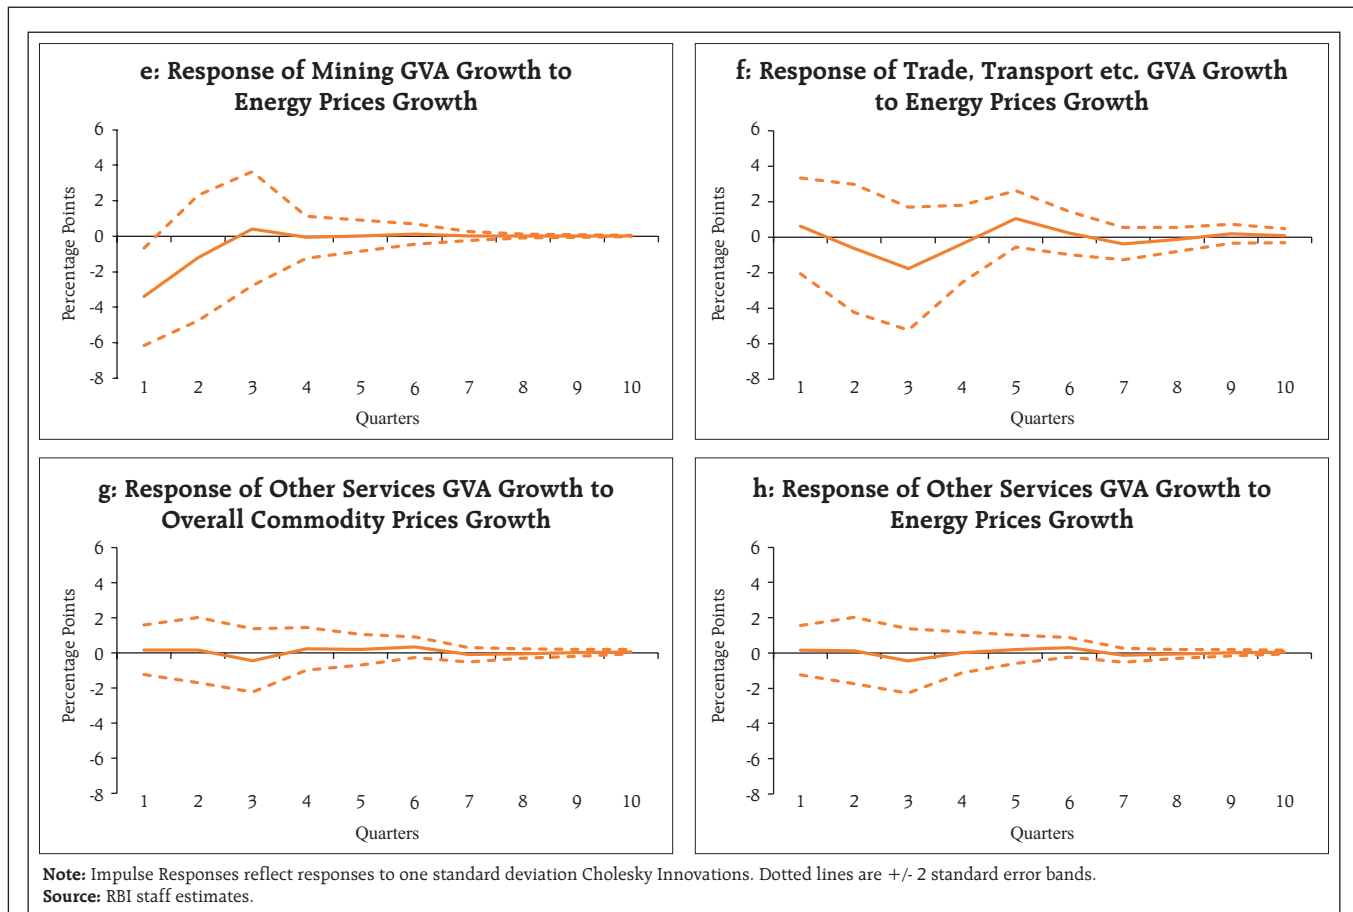 e: Response of Mining GVA Growth to
Energy Prices Growth
Percentage Points
6
4
2
0
-2
-4
-6
-8
1 2 3 4 5 6 7 8 9 10
Quarters
f: Response of Trade, Transport etc. GVA Growth
to Energy Prices Growth
Percentage Points
6
4
2
0
-2
-4
-6
-8
1 2 3 4 5 6 7 8 9 10
Quarters
g: Response of Other Services GVA Growth to
Overall Commodity Prices Growth
Percentage Points
6
4
2
0
-2
-4
-6
-8
1 2 3 4 5 6 7 8 9 10
Quarters
h: Response of Other Services GVA Growth to
Energy Prices Growth
Percentage Points
6
4
2
0
-2
-4
-6
-8
1 2 3 4 5 6 7 8 9 10
Quarters
Note: Impulse Responses reflect responses to one standard deviation Cholesky Innovations. Dotted lines are +/- 2 standard error bands.
Source: RBI staff estimates.